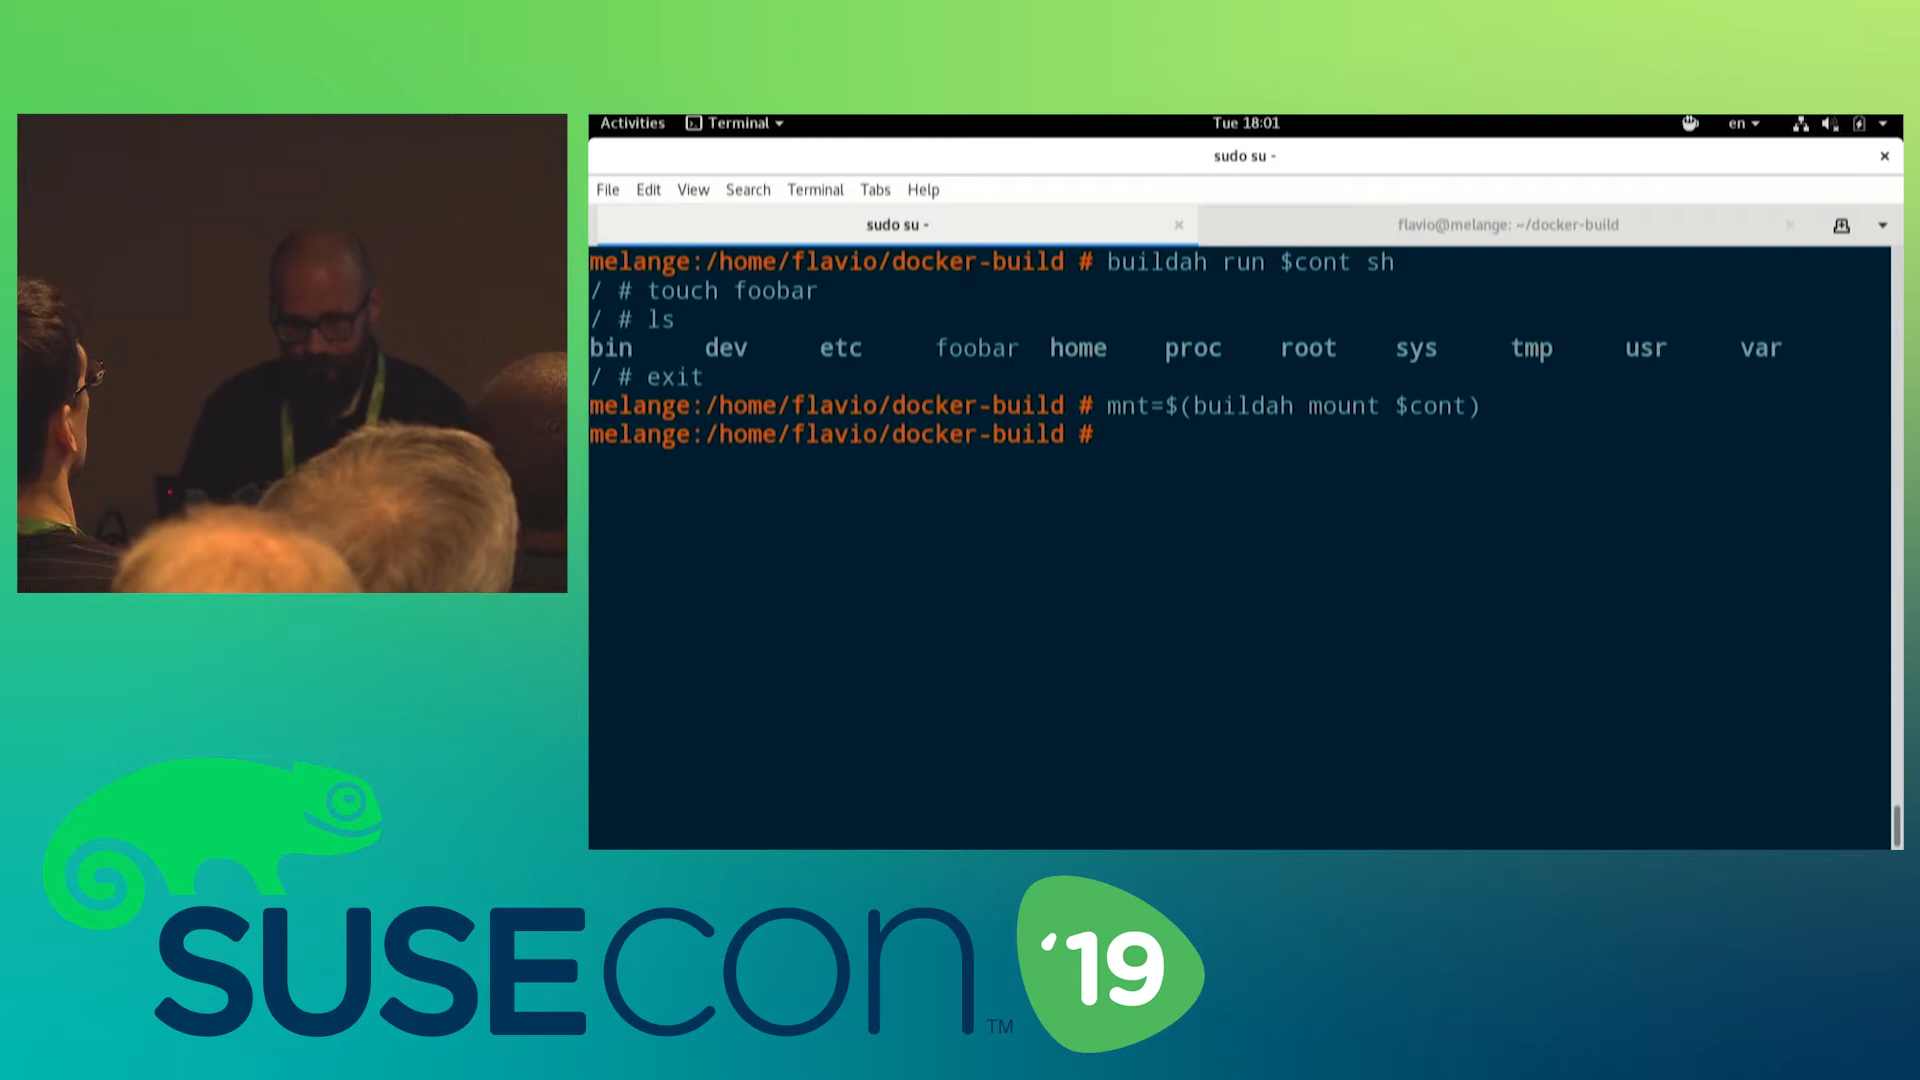 Activities Terminal Tue 18:01 en
sudo su -
File Edit View Search Terminal Tabs Help
sudo su - flavio@melange: ~/docker-build
melange:/home/flavio/docker-build # buildah run $cont sh
/ # touch foobar
/ # ls
bin dev etc foobar home proc root sys tmp usr var
/ # exit
melange:/home/flavio/docker-build # mnt=$(buildah mount $cont)
melange:/home/flavio/docker-build #
SUSECON ™ '19